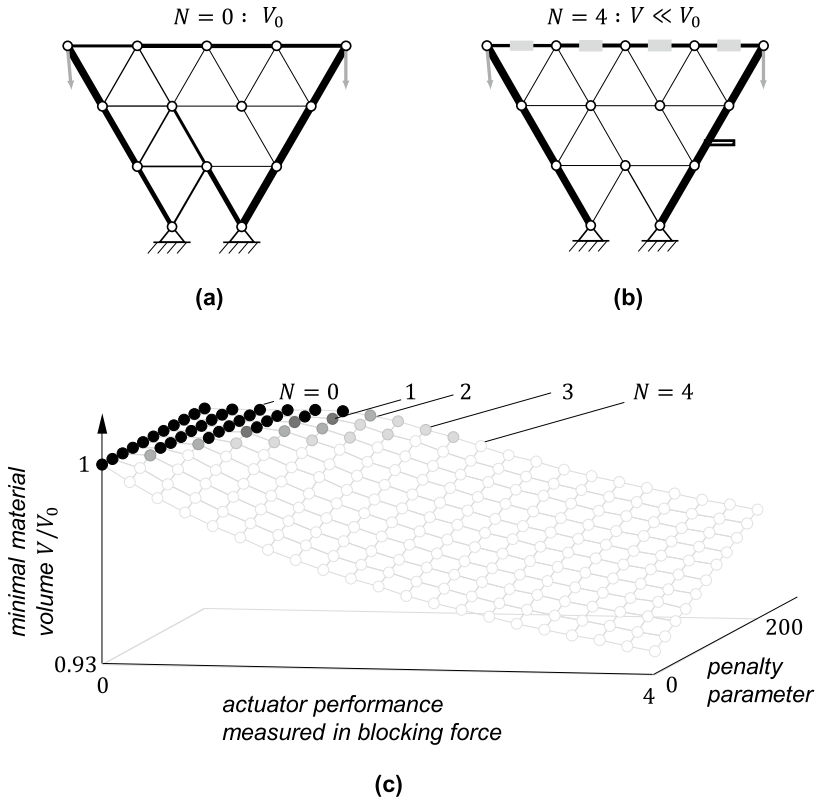 N = 0 : V₀
N = 4 : V ≪ V₀
(a)
(b)
N = 0
1
2
3
N = 4
1
minimal material
volume V/V₀
0.93
0
4
0
200
penalty
parameter
actuator performance
measured in blocking force
(c)